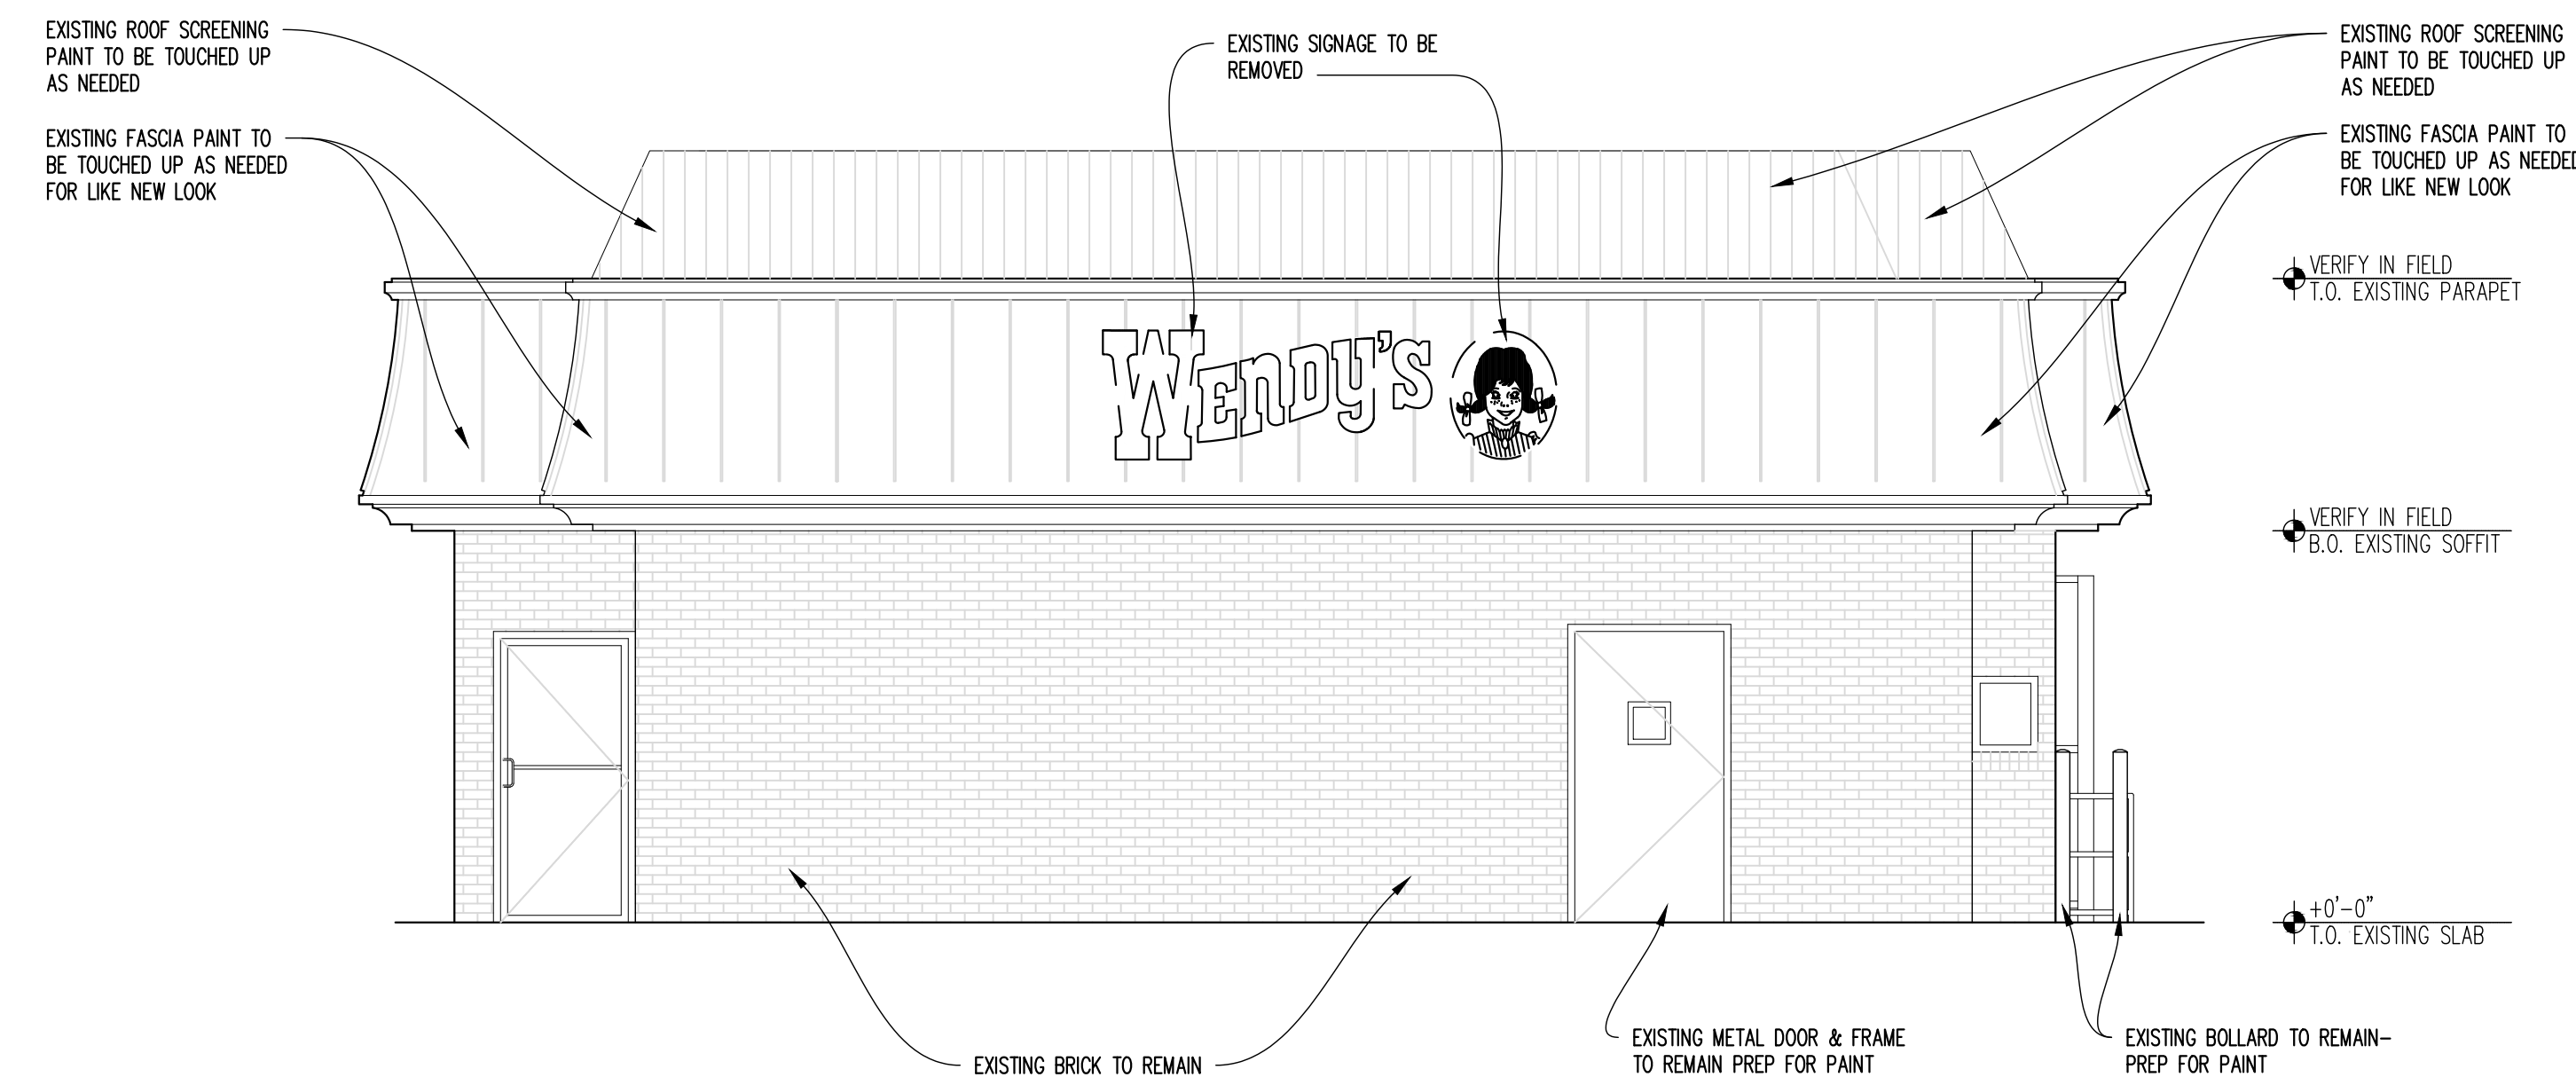 EXISTING ROOF SCREENING
PAINT TO BE TOUCHED UP
AS NEEDED
EXISTING FASCIA PAINT TO
BE TOUCHED UP AS NEEDED
FOR LIKE NEW LOOK
EXISTING SIGNAGE TO BE
REMOVED
EXISTING ROOF SCREENING
PAINT TO BE TOUCHED UP
AS NEEDED
EXISTING FASCIA PAINT TO
BE TOUCHED UP AS NEEDED
FOR LIKE NEW LOOK
VERIFY IN FIELD
T.O. EXISTING PARAPET
WENDY'S
VERIFY IN FIELD
B.O. EXISTING SOFFIT
+0'-0"
T.O. EXISTING SLAB
EXISTING BRICK TO REMAIN
EXISTING METAL DOOR & FRAME
TO REMAIN PREP FOR PAINT
EXISTING BOLLARD TO REMAIN-
PREP FOR PAINT